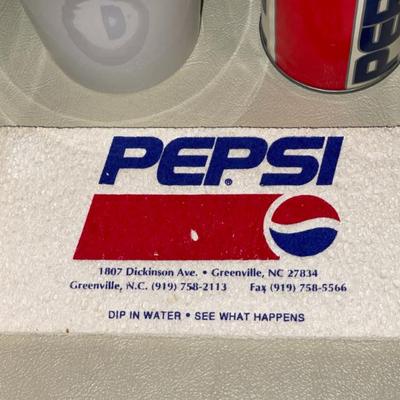 PEPSI
PEPSI®
1807 Dickinson Ave. • Greenville, NC 27834
Greenville, N.C. (919) 758-2113 Fax (919) 758-5566
DIP IN WATER • SEE WHAT HAPPENS